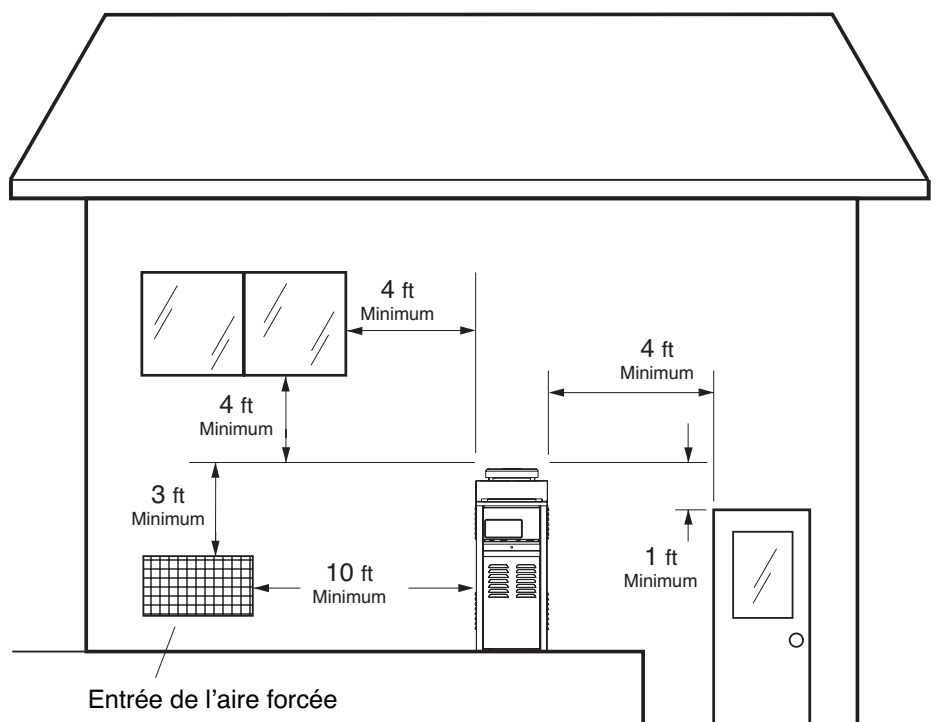 4 ft
Minimum
4 ft
Minimum
4 ft
Minimum
3 ft
Minimum
10 ft
Minimum
1 ft
Minimum
Entrée de l’aire forcée